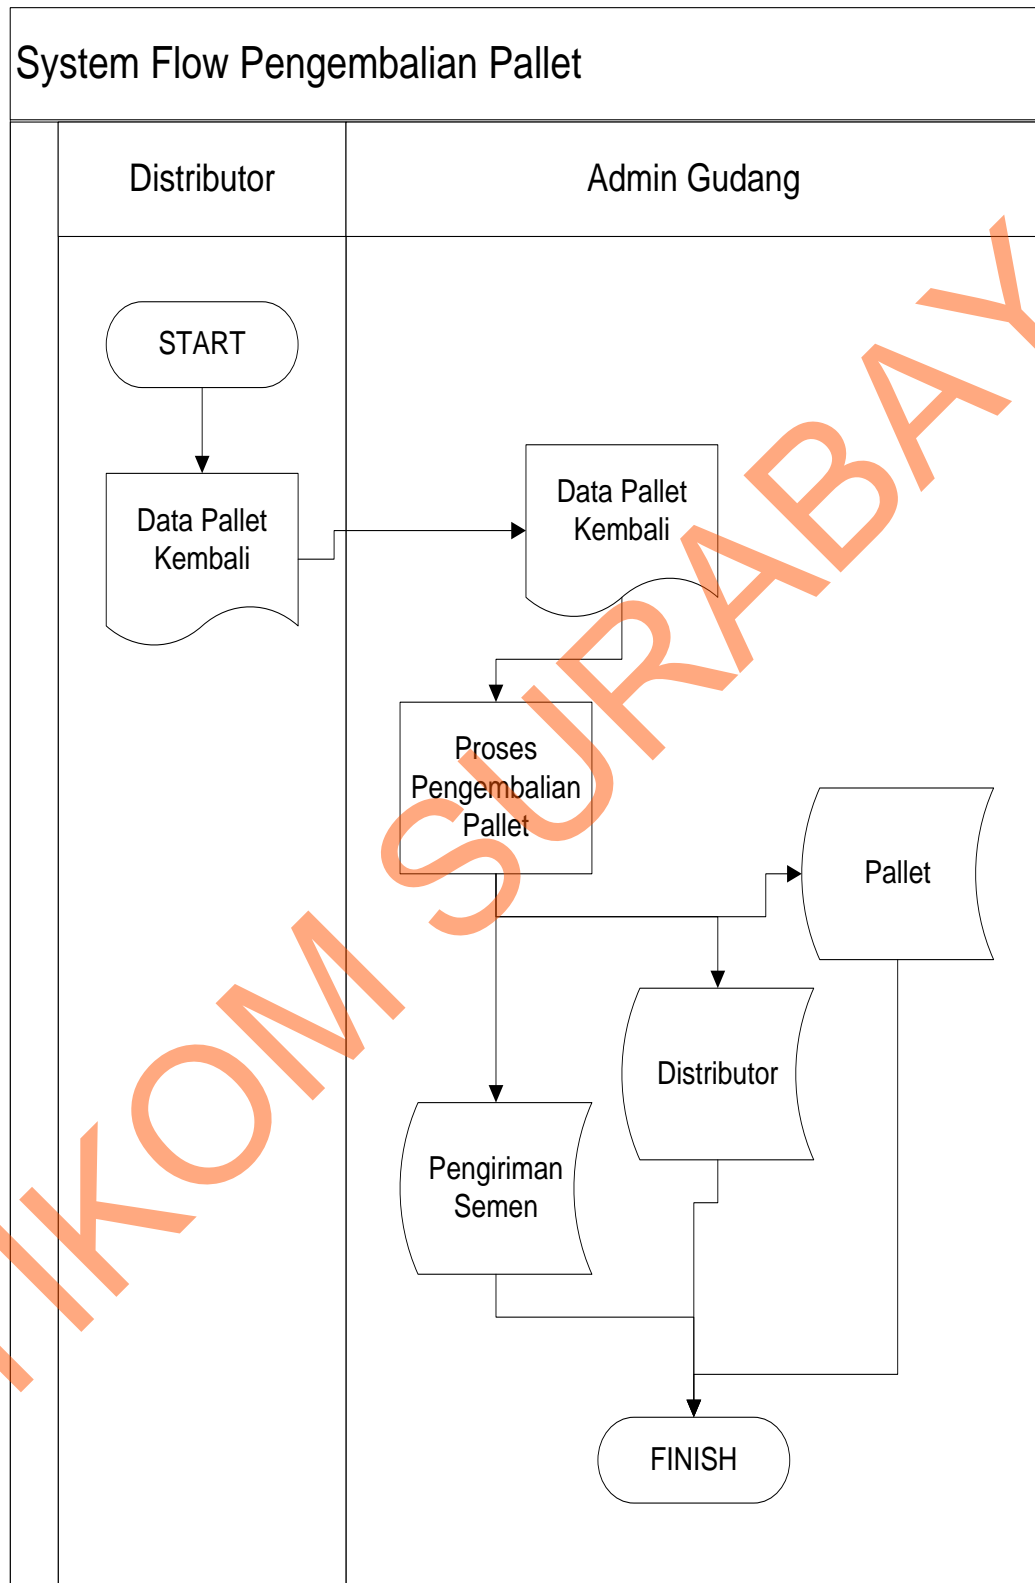 System Flow Pengembalian Pallet
Distributor
Admin Gudang
START
Data Pallet
Kembali
Data Pallet
Kembali
Proses
Pengembalian
Pallet
Pallet
Distributor
Pengiriman
Semen
FINISH
IKOM SURABAY